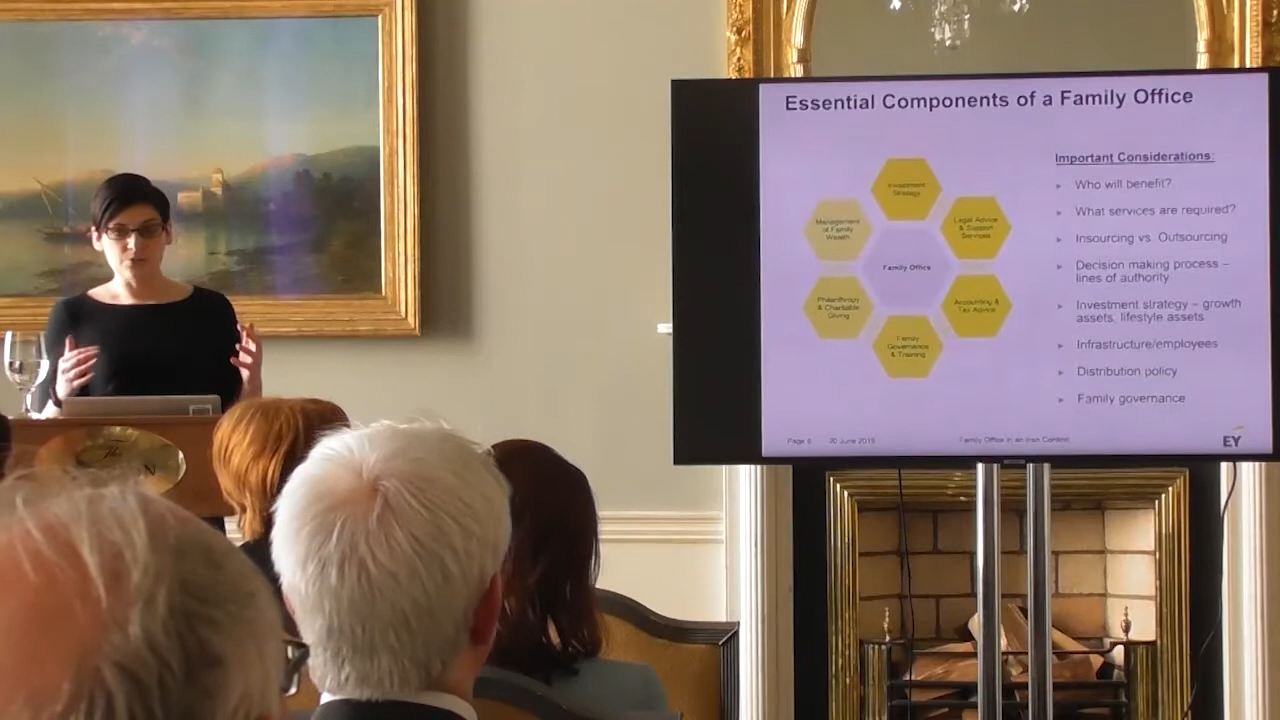 Essential Components of a Family Office
Investment
Strategy
Management
of Family
Wealth
Legal Advice
& Support
Services
Family Office
Philanthropy
& Charitable
Giving
Accounting &
Tax Advice
Family
Governance
& Training
Important Considerations:
Who will benefit?
What services are required?
Insourcing vs. Outsourcing
Decision making process –
lines of authority
Investment strategy – growth
assets, lifestyle assets
Infrastructure/employees
Distribution policy
Family governance
Page 6 20 June 2019 Family Office in an Irish Context
EY
The